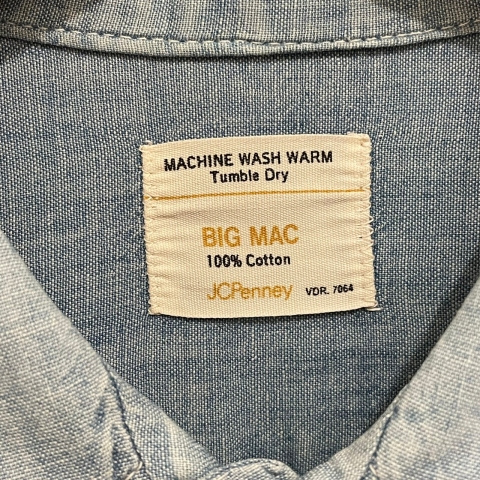 MACHINE WASH WARM
Tumble Dry
BIG MAC
100% Cotton
JCPenney VDR. 7064